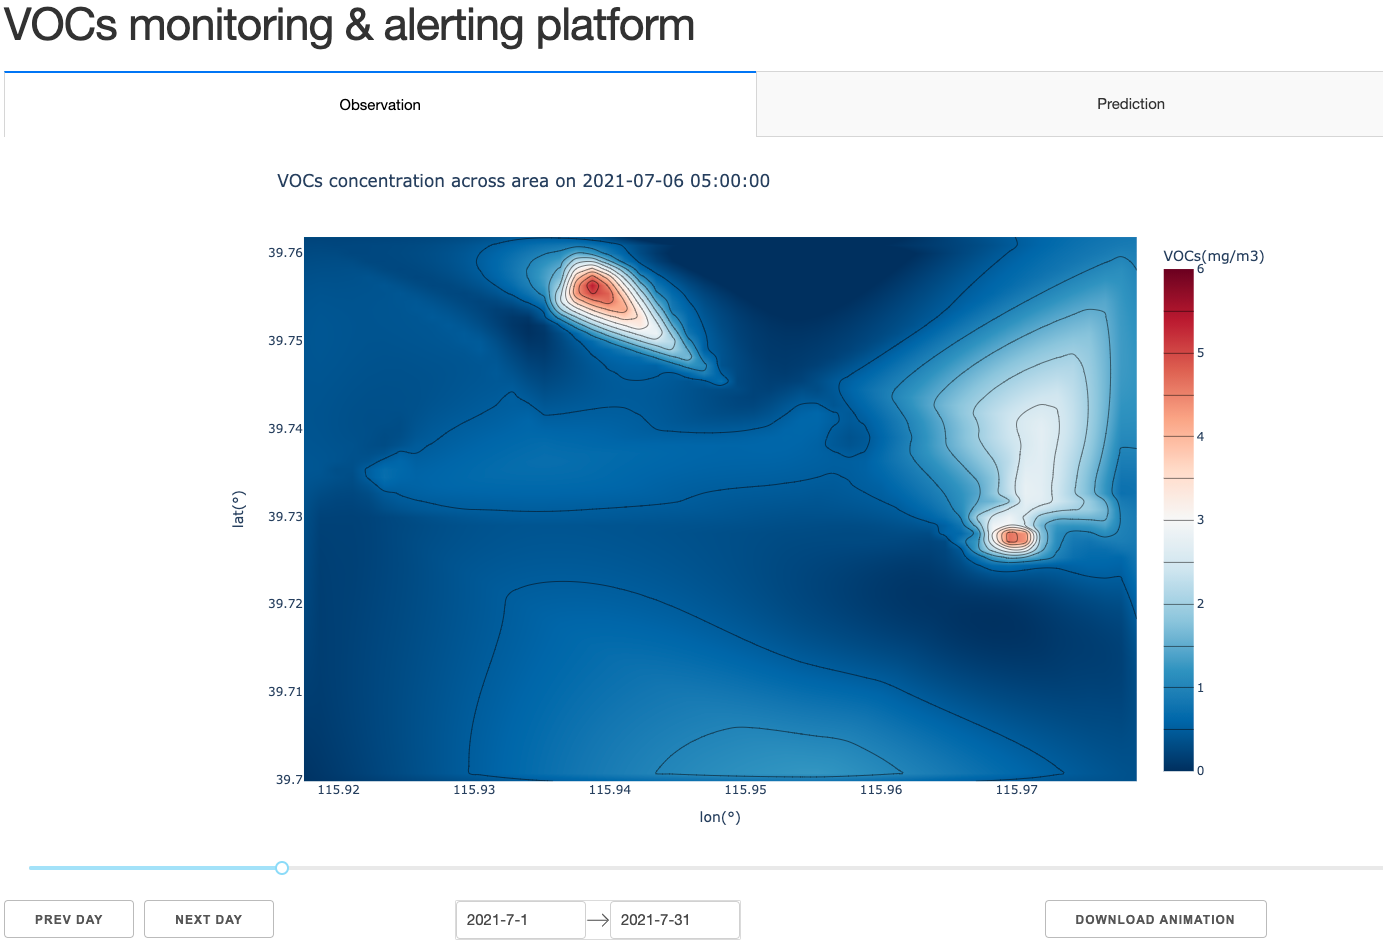 VOCs monitoring & alerting platform
Observation
Prediction
VOCs concentration across area on 2021-07-06 05:00:00
39.76
39.75
39.74
39.73
39.72
39.71
39.7
lat(°)
115.92 115.93 115.94 115.95 115.96 115.97
lon(°)
VOCs(mg/m3)
6
5
4
3
2
1
0
PREV DAY
NEXT DAY
2021-7-1
2021-7-31
DOWNLOAD ANIMATION